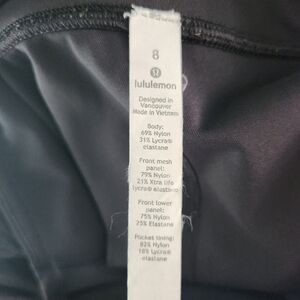 8
lululemon
Designed in
Vancouver
Made in Vietnam
Body:
69% Nylon
31% Lycra®
elastane
Front mesh
panel:
79% Nylon
21% Xtra life
lycra® elastane
Front lower
panel:
75% Nylon
25% Elastane
Pocket lining:
82% Nylon
18% Lycra®
elastane